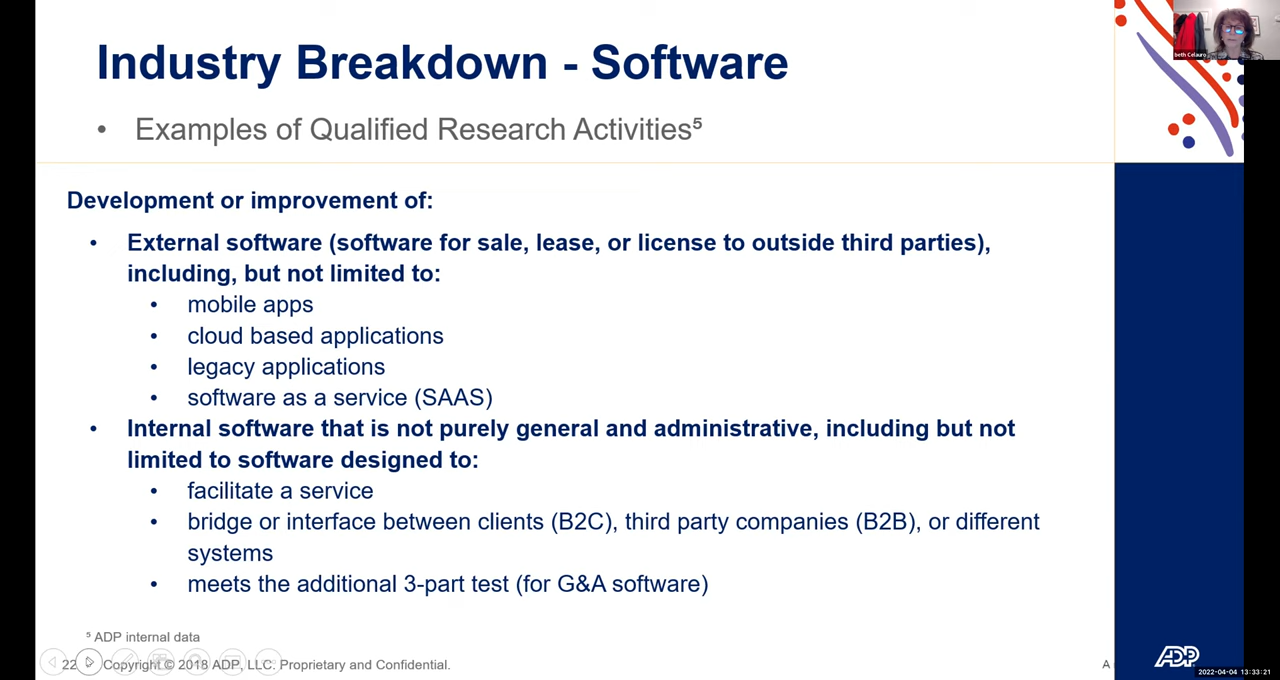 Industry Breakdown - Software
• Examples of Qualified Research Activities⁵
beth Celauro
Development or improvement of:
• External software (software for sale, lease, or license to outside third parties),
including, but not limited to:
• mobile apps
• cloud based applications
• legacy applications
• software as a service (SAAS)
• Internal software that is not purely general and administrative, including but not
limited to software designed to:
• facilitate a service
• bridge or interface between clients (B2C), third party companies (B2B), or different
systems
• meets the additional 3-part test (for G&A software)
⁵ ADP internal data
22 Copyright © 2018 ADP, LLC. Proprietary and Confidential.
A
ADP
2022-04-04 13:33:21